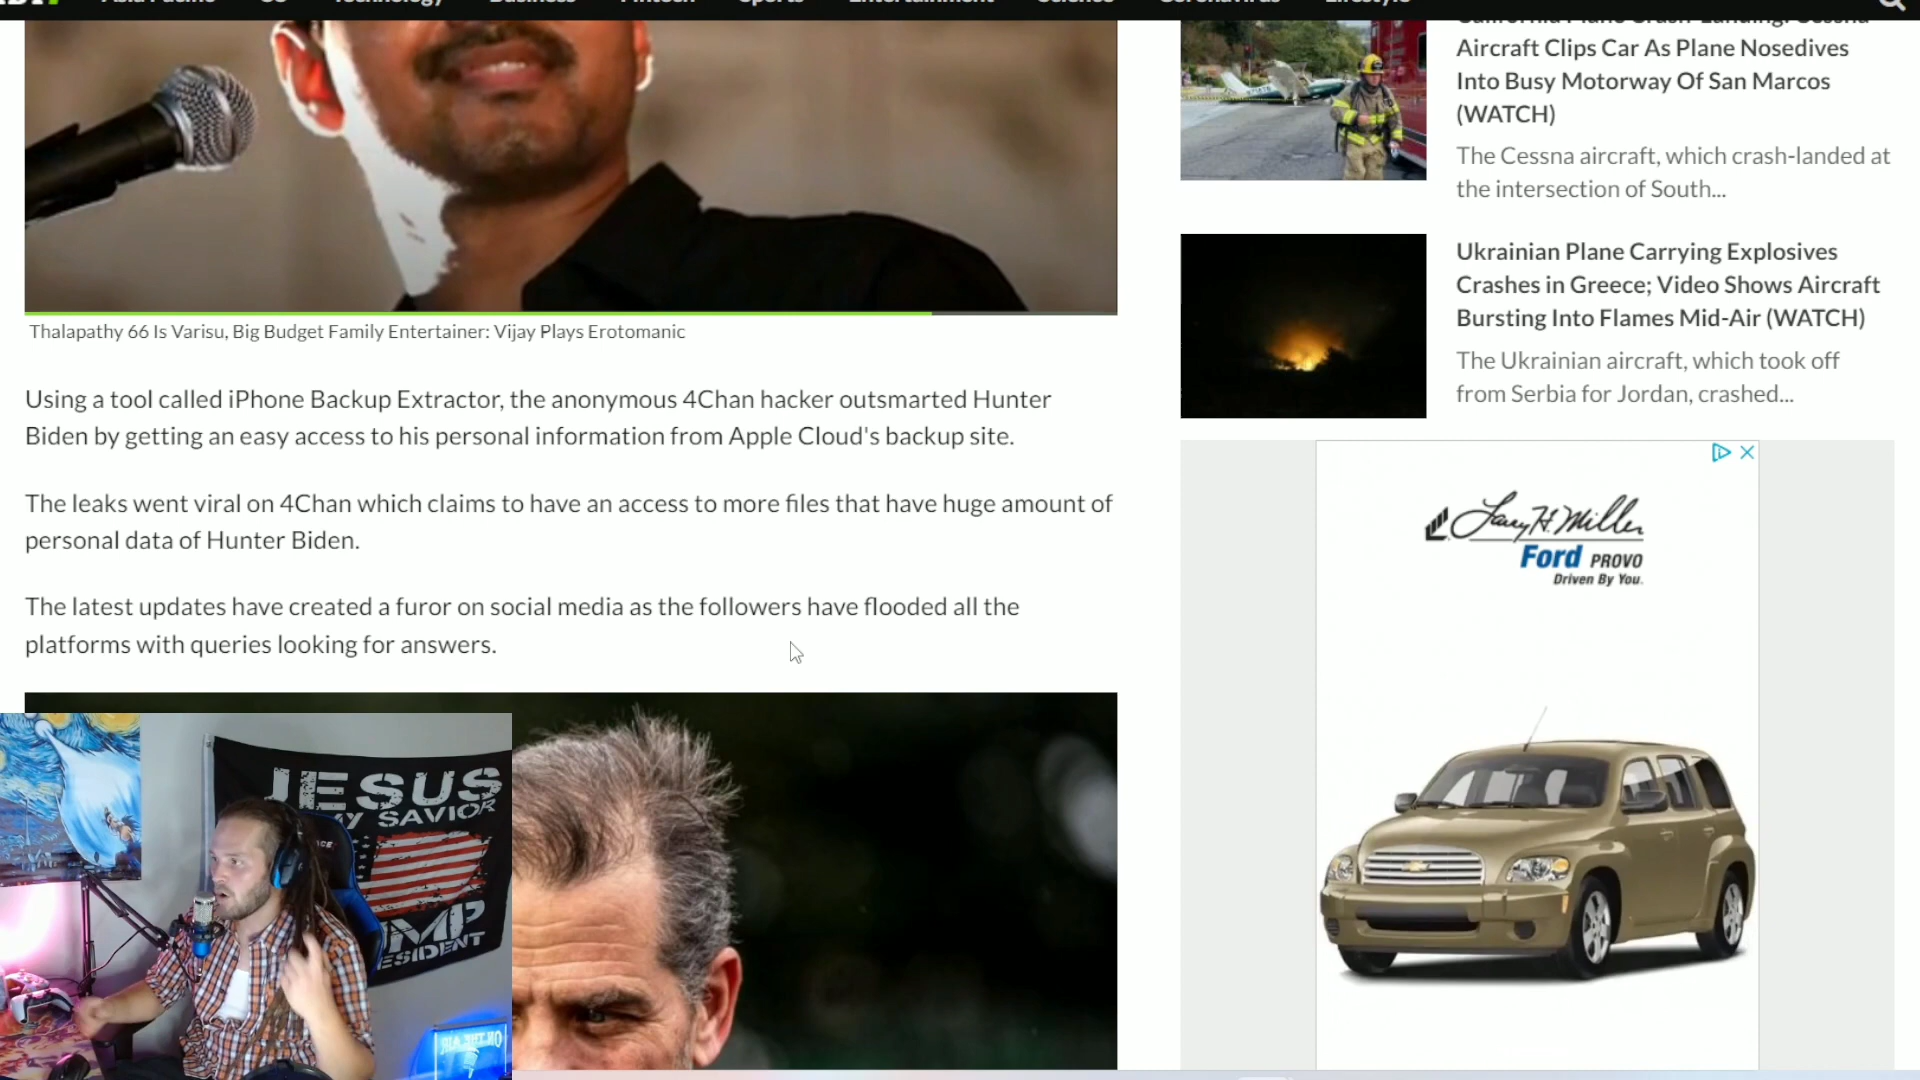 Asia Pacific US Technology Business Fintech Sports Entertainment Science Coronavirus Lifestyle
California Plane Crash-Landing: Cessna
Aircraft Clips Car As Plane Nosedives
Into Busy Motorway Of San Marcos
(WATCH)
The Cessna aircraft, which crash-landed at
the intersection of South...
Ukrainian Plane Carrying Explosives
Crashes in Greece; Video Shows Aircraft
Bursting Into Flames Mid-Air (WATCH)
The Ukrainian aircraft, which took off
from Serbia for Jordan, crashed...
Thalapathy 66 Is Varisu, Big Budget Family Entertainer: Vijay Plays Erotomanic
Using a tool called iPhone Backup Extractor, the anonymous 4Chan hacker outsmarted Hunter
Biden by getting an easy access to his personal information from Apple Cloud's backup site.
The leaks went viral on 4Chan which claims to have an access to more files that have huge amount of
personal data of Hunter Biden.
The latest updates have created a furor on social media as the followers have flooded all the
platforms with queries looking for answers.
Larry H. Miller
Ford PROVO
Driven By You.
JESUS
MY SAVIOR
MP
ESIDENT
ON THE AIR